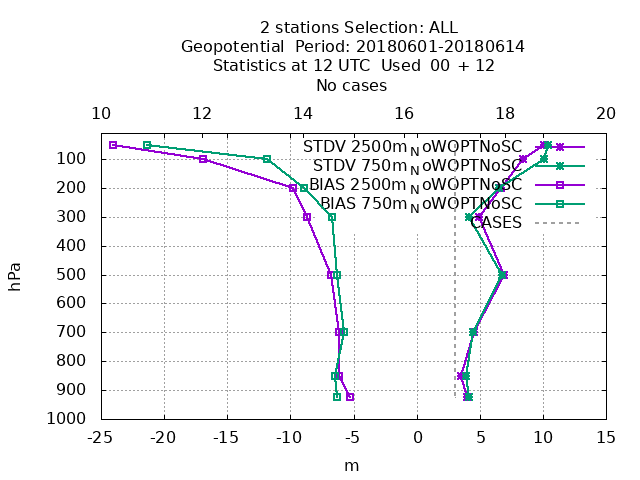 2 stations Selection: ALL
Geopotential  Period: 20180601-20180614
Statistics at 12 UTC  Used  00 + 12
No cases
10 12 14 16 18 20
STDV 2500m_NoWOPTNoSC
STDV 750m_NoWOPTNoSC
BIAS 2500m_NoWOPTNoSC
BIAS 750m_NoWOPTNoSC
CASES
100
200
300
400
500
600
700
800
900
1000
hPa
-25 -20 -15 -10 -5 0 5 10 15
m